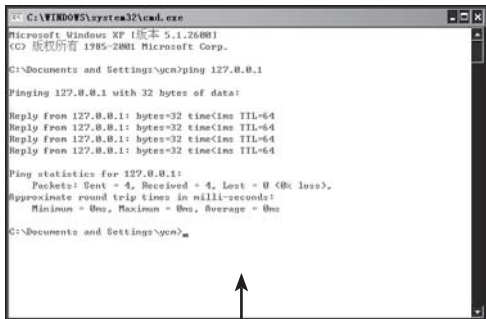 C:\WINDOWS\system32\cmd.exe
Microsoft Windows XP [版本 5.1.2600]
(C) 版权所有 1985-2001 Microsoft Corp.
C:\Documents and Settings\ycm>ping 127.0.0.1
Pinging 127.0.0.1 with 32 bytes of data:
Reply from 127.0.0.1: bytes=32 time<1ms TTL=64
Reply from 127.0.0.1: bytes=32 time<1ms TTL=64
Reply from 127.0.0.1: bytes=32 time<1ms TTL=64
Reply from 127.0.0.1: bytes=32 time<1ms TTL=64
Ping statistics for 127.0.0.1:
Packets: Sent = 4, Received = 4, Lost = 0 (0% loss),
Approximate round trip times in milli-seconds:
Minimum = 0ms, Maximum = 0ms, Average = 0ms
C:\Documents and Settings\ycm>_